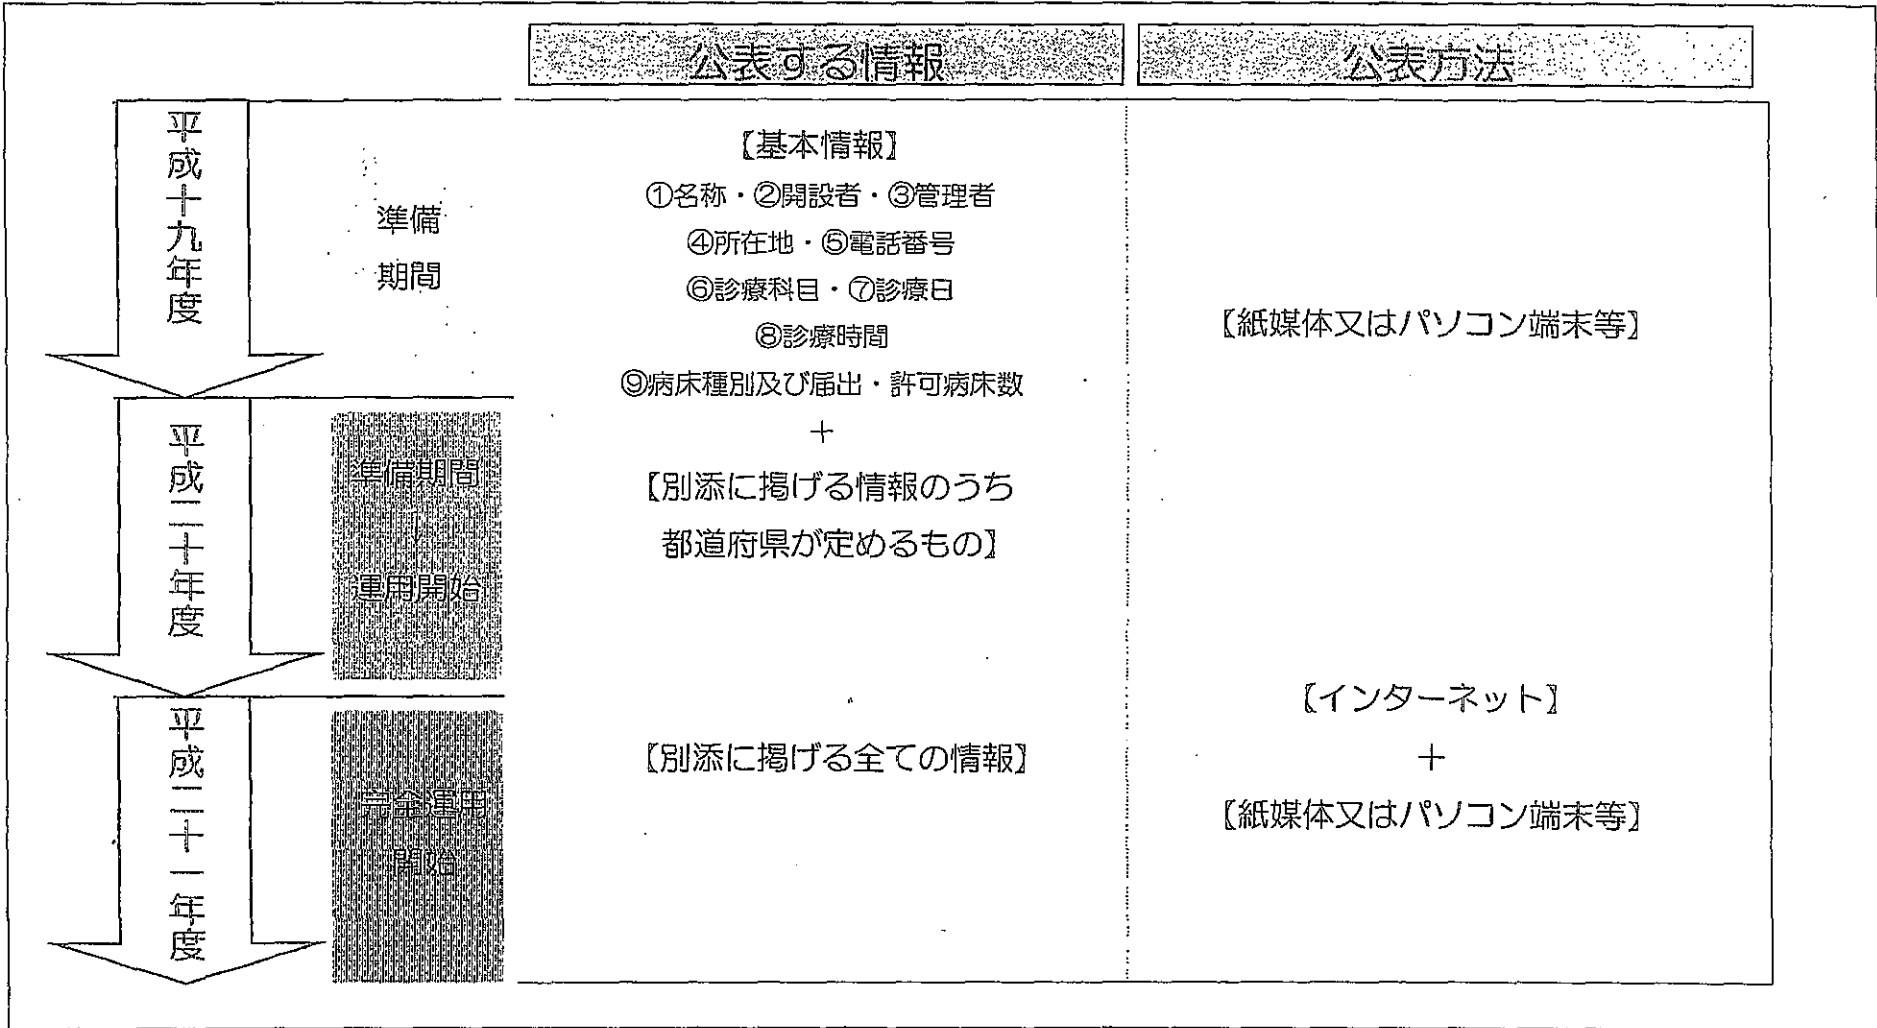 公表する情報
公表方法
平成十九年度
準備
期間
【基本情報】
①名称・②開設者・③管理者
④所在地・⑤電話番号
⑥診療科目・⑦診療日
⑧診療時間
⑨病床種別及び届出・許可病床数
+
【別添に掲げる情報のうち
都道府県が定めるもの】
【紙媒体又はパソコン端末等】
平成二十年度
準備期間
↓
運用開始
平成二十一年度
完全運用
開始
【別添に掲げる全ての情報】
【インターネット】
+
【紙媒体又はパソコン端末等】